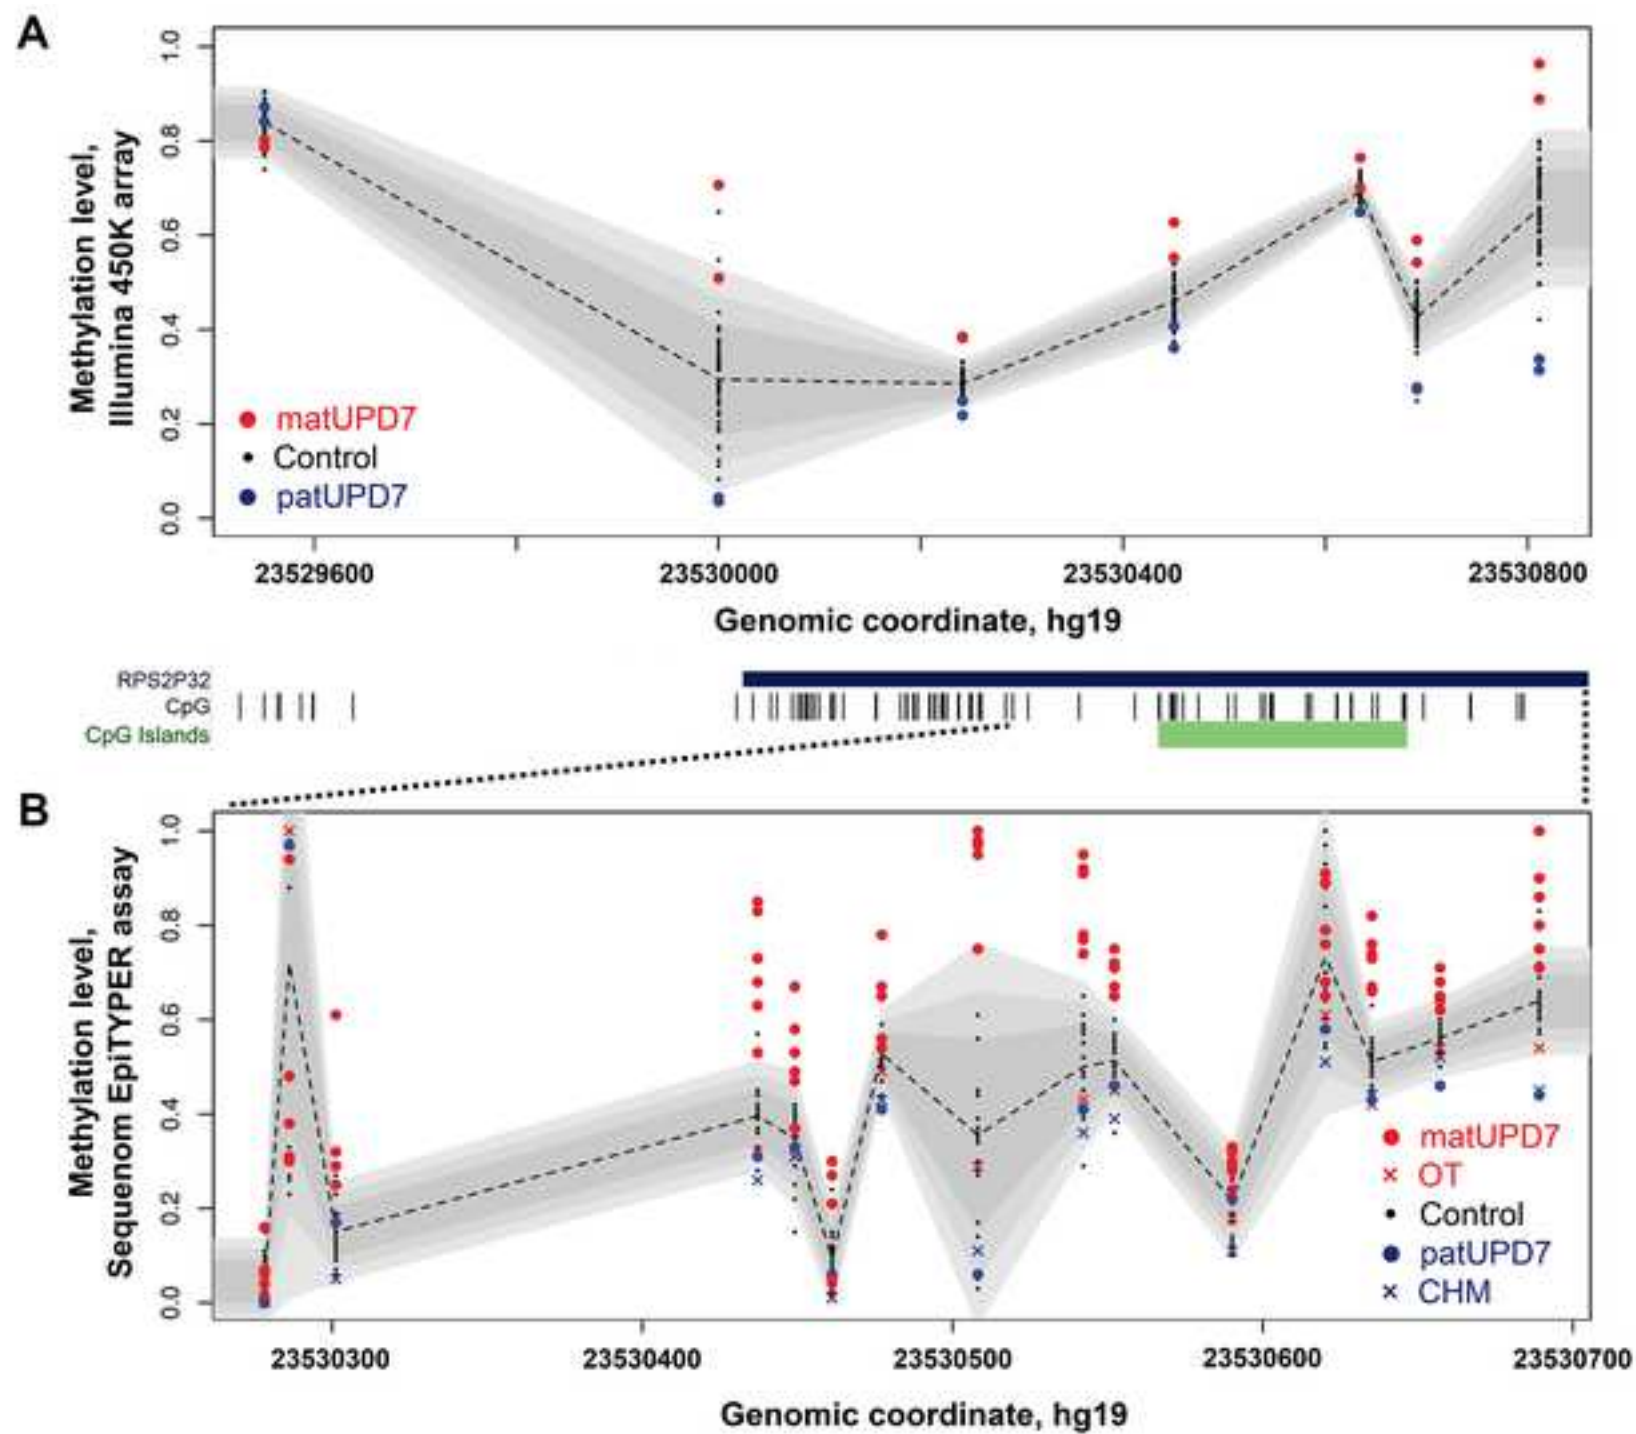 A
Methylation level,
Illumina 450K array
1.0
0.8
0.6
0.4
0.2
0.0
matUPD7
Control
patUPD7
23529600 23530000 23530400 23530800
Genomic coordinate, hg19
RPS2P32
CpG
CpG Islands
B
Methylation level,
Sequenom EpiTYPER assay
1.0
0.8
0.6
0.4
0.2
0.0
matUPD7
OT
Control
patUPD7
CHM
23530300 23530400 23530500 23530600 23530700
Genomic coordinate, hg19